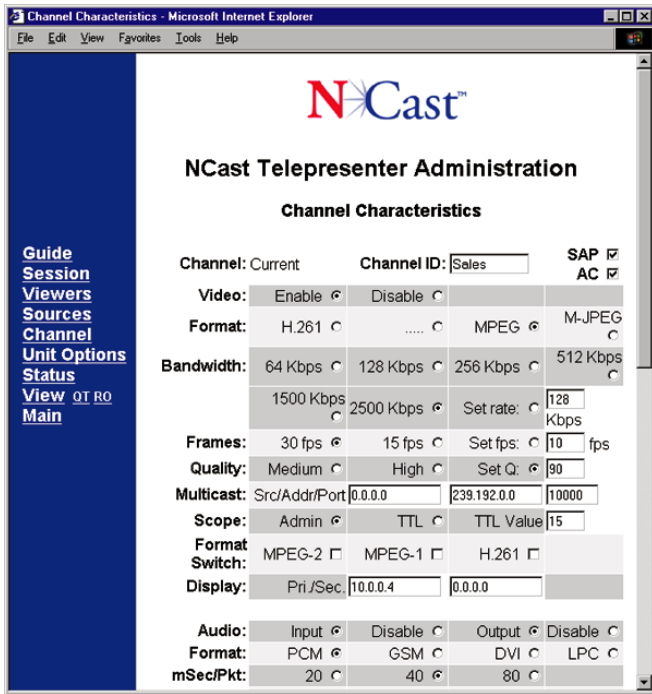 Channel Characteristics - Microsoft Internet Explorer
File Edit View Favorites Tools Help
NCast™
NCast Telepresenter Administration
Channel Characteristics
Guide
Session
Viewers
Sources
Channel
Unit Options
Status
View QT RO
Main
Channel: Current Channel ID: Sales SAP
AC
Video: Enable Disable
Format: H.261 ..... MPEG M-JPEG
Bandwidth: 64 Kbps 128 Kbps 256 Kbps 512 Kbps
1500 Kbps 2500 Kbps Set rate: 128 Kbps
Frames: 30 fps 15 fps Set fps: 10 fps
Quality: Medium High Set Q: 90
Multicast: Src/Addr/Port 0.0.0.0 239.192.0.0 10000
Scope: Admin TTL TTL Value 15
Format Switch: MPEG-2 MPEG-1 H.261
Display: Pri./Sec. 10.0.0.4 0.0.0.0
Audio: Input Disable Output Disable
Format: PCM GSM DVI LPC
mSec/Pkt: 20 40 80